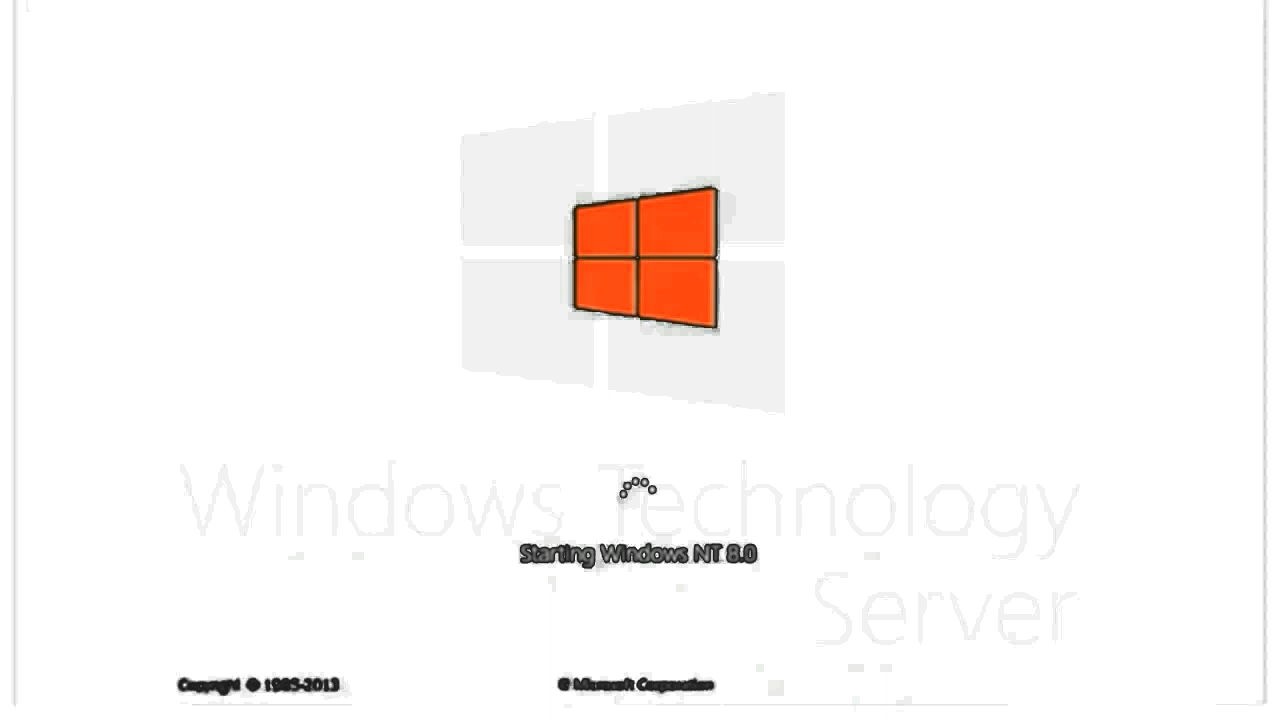 Windows Technology
Starting Windows NT 8.0
Server
Copyright © 1985-2013
© Microsoft Corporation